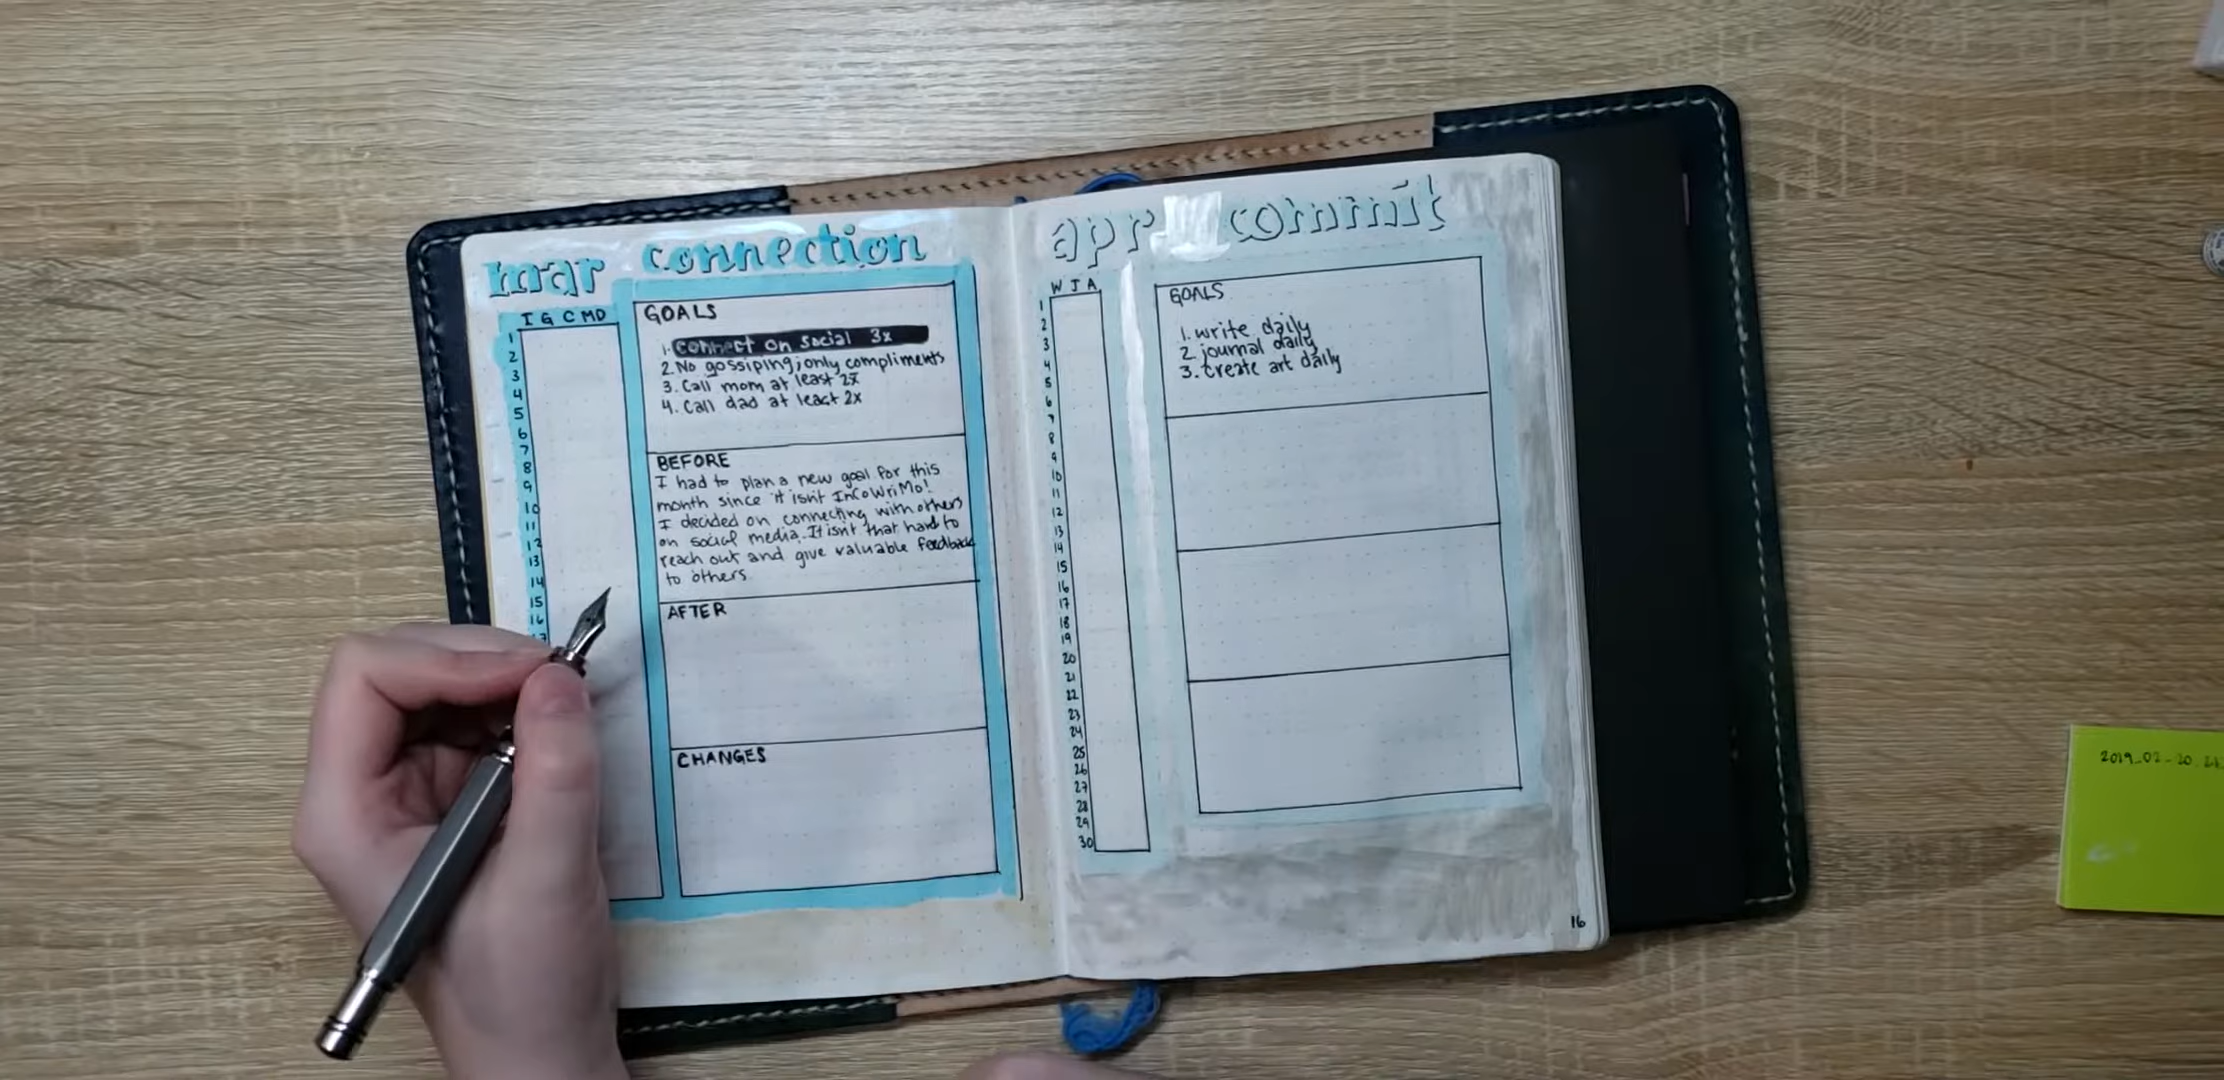 mar connection
I G C M D
1
2
3
4
5
6
7
8
9
10
11
12
13
14
15
16
17
GOALS
1. Connect on social 3x
2. No gossiping; only compliments
3. Call mom at least 2x
4. Call dad at least 2x
BEFORE
I had to plan a new goal for this
month since it isn't InCoWriMo!
I decided on connecting with others
on social media. It isn't that hard to
reach out and give valuable feedback
to others.
AFTER
CHANGES
apr commit
W J A
1
2
3
4
5
6
7
8
9
10
11
12
13
14
15
16
17
18
19
20
21
22
23
24
25
26
27
28
29
30
GOALS
1. write daily
2. journal daily
3. create art daily
16
2019-02-20